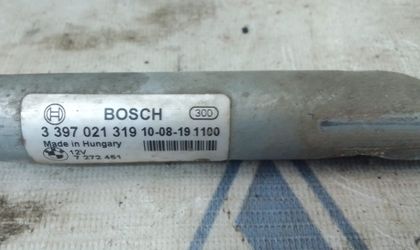 BOSCH 300
3 397 021 319 10-08-19 1100
Made in Hungary
12V
7 272 451